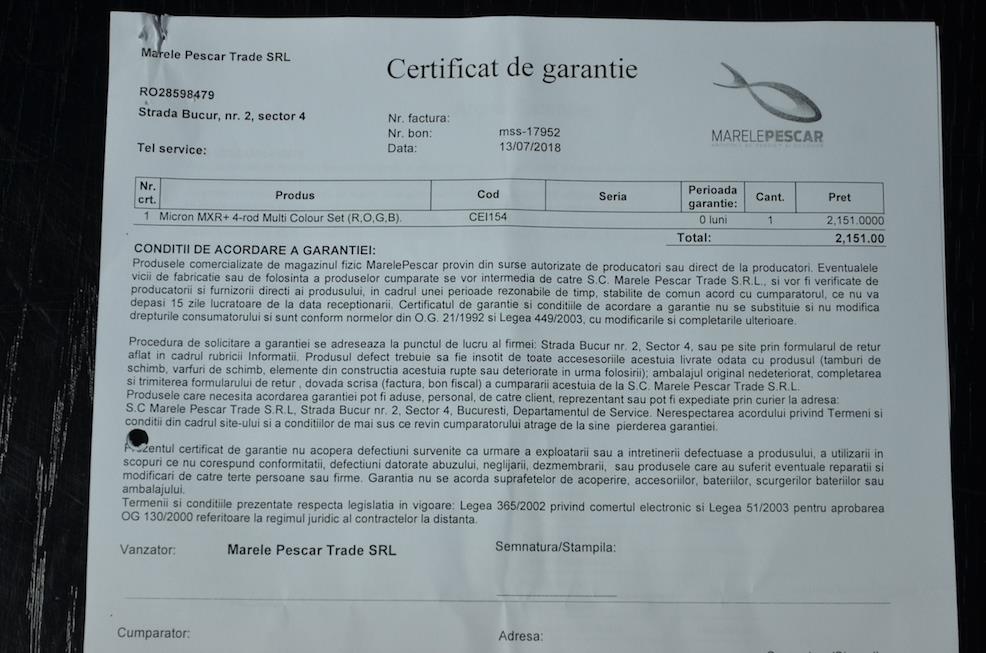 Marele Pescar Trade SRL
RO28598479
Strada Bucur, nr. 2, sector 4
Tel service:
Certificat de garantie
Nr. factura:
Nr. bon: mss-17952
Data: 13/07/2018
MARELEPESCAR
Nr. crt. Produs Cod Seria Perioada garantie: Cant. Pret
1 Micron MXR+ 4-rod Multi Colour Set (R,O,G,B). CEI154 0 luni 1 2,151.0000
Total: 2,151.00
CONDITII DE ACORDARE A GARANTIEI:
Produsele comercializate de magazinul fizic MarelePescar provin din surse autorizate de producatori sau direct de la producatori. Eventualele
vicii de fabricatie sau de folosinta a produselor cumparate se vor intermedia de catre S.C. Marele Pescar Trade S.R.L., si vor fi verificate de
producatorii si furnizorii directi ai produsului, in cadrul unei perioade rezonabile de timp, stabilite de comun acord cu cumparatorul, ce nu va
depasi 15 zile lucratoare de la data receptionarii. Certificatul de garantie si conditiile de acordare a garantie nu se substituie si nu modifica
drepturile consumatorului si sunt conform normelor din O.G. 21/1992 si Legea 449/2003, cu modificarile si completarile ulterioare.
Procedura de solicitare a garantiei se adreseaza la punctul de lucru al firmei: Strada Bucur nr. 2, Sector 4, sau pe site prin formularul de retur
aflat in cadrul rubricii Informatii. Produsul defect trebuie sa fie insotit de toate accesesoriile acestuia livrate odata cu produsul (tamburi de
schimb, varfuri de schimb, elemente din constructia acestuia rupte sau deteriorate in urma folosirii); ambalajul original nedeteriorat, completarea
si trimiterea formularului de retur , dovada scrisa (factura, bon fiscal) a cumpararii acestuia de la S.C. Marele Pescar Trade S.R.L.
Produsele care necesita acordarea garantiei pot fi aduse, personal, de catre client, reprezentant sau pot fi expediate prin curier la adresa:
S.C Marele Pescar Trade S.R.L, Strada Bucur nr. 2, Sector 4, Bucuresti, Departamentul de Service. Nerespectarea acordului privind Termeni si
conditii din cadrul site-ului si a conditiilor de mai sus ce revin cumparatorului atrage de la sine pierderea garantiei.
Prezentul certificat de garantie nu acopera defectiuni survenite ca urmare a exploatarii sau a intretinerii defectuase a produsului, a utilizarii in
scopuri ce nu corespund conformitatii, defectiuni datorate abuzului, neglijarii, dezmembrarii, sau produsele care au suferit eventuale reparatii si
modificari de catre terte persoane sau firme. Garantia nu se acorda suprafetelor de acoperire, accesoriilor, bateriilor, scurgerilor bateriilor sau
ambalajului.
Termenii si conditiile prezentate respecta legislatia in vigoare: Legea 365/2002 privind comertul electronic si Legea 51/2003 pentru aprobarea
OG 130/2000 referitoare la regimul juridic al contractelor la distanta.
Vanzator: Marele Pescar Trade SRL Semnatura/Stampila:
Cumparator: Adresa: